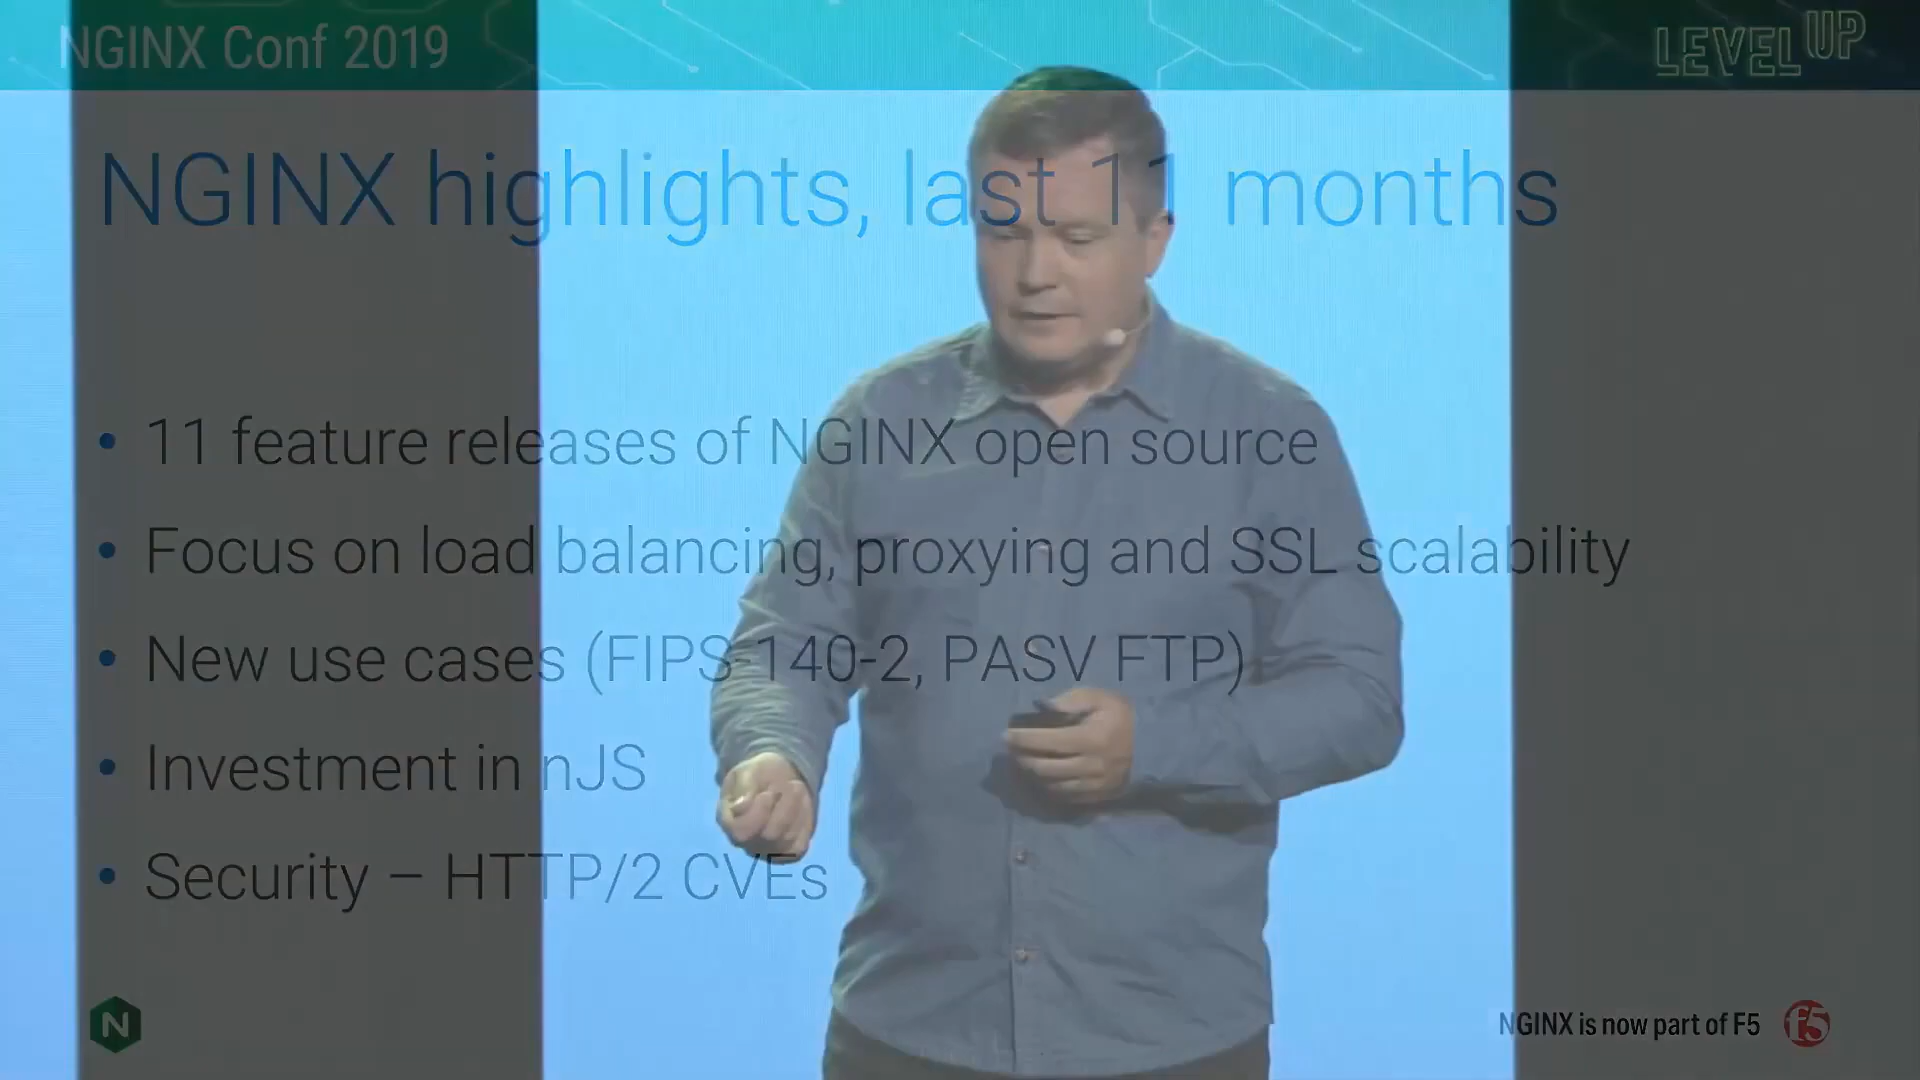 NGINX Conf 2019
LEVEL UP
NGINX highlights, last 11 months
• 11 feature releases of NGINX open source
• Focus on load balancing, proxying and SSL scalability
• New use cases (FIPS-140-2, PASV FTP)
• Investment in nJS
• Security – HTTP/2 CVEs
N
NGINX is now part of F5
f5